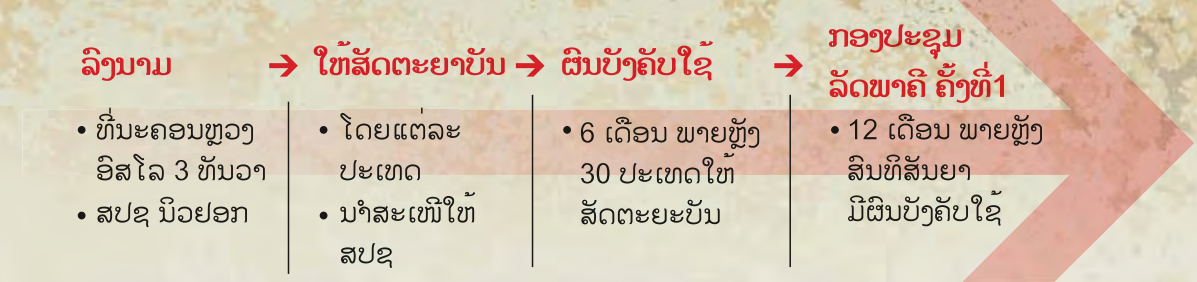 ລົງນາມ → ໃຫ້ສັດຕະຍາບັນ → ຜົນບັງຄັບໃຊ້ → ກອງປະຊຸມ
ລັດພາຄີ ຄັ້ງທີ່1
• ທີ່ນະຄອນຫຼວງ
ອົສໂລ 3 ທັນວາ
• ສປຊ ນິວຢອກ
• ໂດຍແຕ່ລະ
ປະເທດ
• ນຳສະເໜີໃຫ້
ສປຊ
• 6 ເດືອນ ພາຍຫຼັງ
30 ປະເທດໃຫ້
ສັດຕະຍະບັນ
• 12 ເດືອນ ພາຍຫຼັງ
ສົນທິສັນຍາ
ມີຜົນບັງຄັບໃຊ້